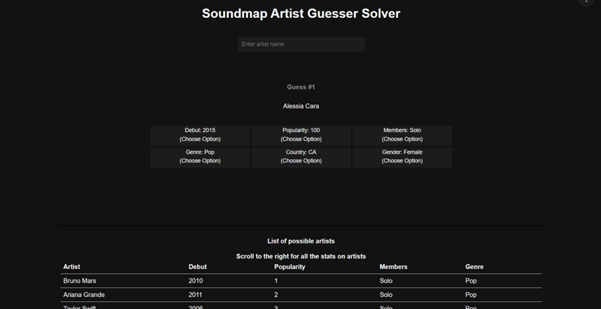 Soundmap Artist Guesser Solver
Enter artist name
Guess #1
Alessia Cara
Debut: 2015 Popularity: 100 Members: Solo
(Choose Option) (Choose Option) (Choose Option)
Genre: Pop Country: CA Gender: Female
(Choose Option) (Choose Option) (Choose Option)
List of possible artists
Scroll to the right for all the stats on artists
Artist Debut Popularity Members Genre
Bruno Mars 2010 1 Solo Pop
Ariana Grande 2011 2 Solo Pop
Taylor Swift 2006 3 Solo Pop